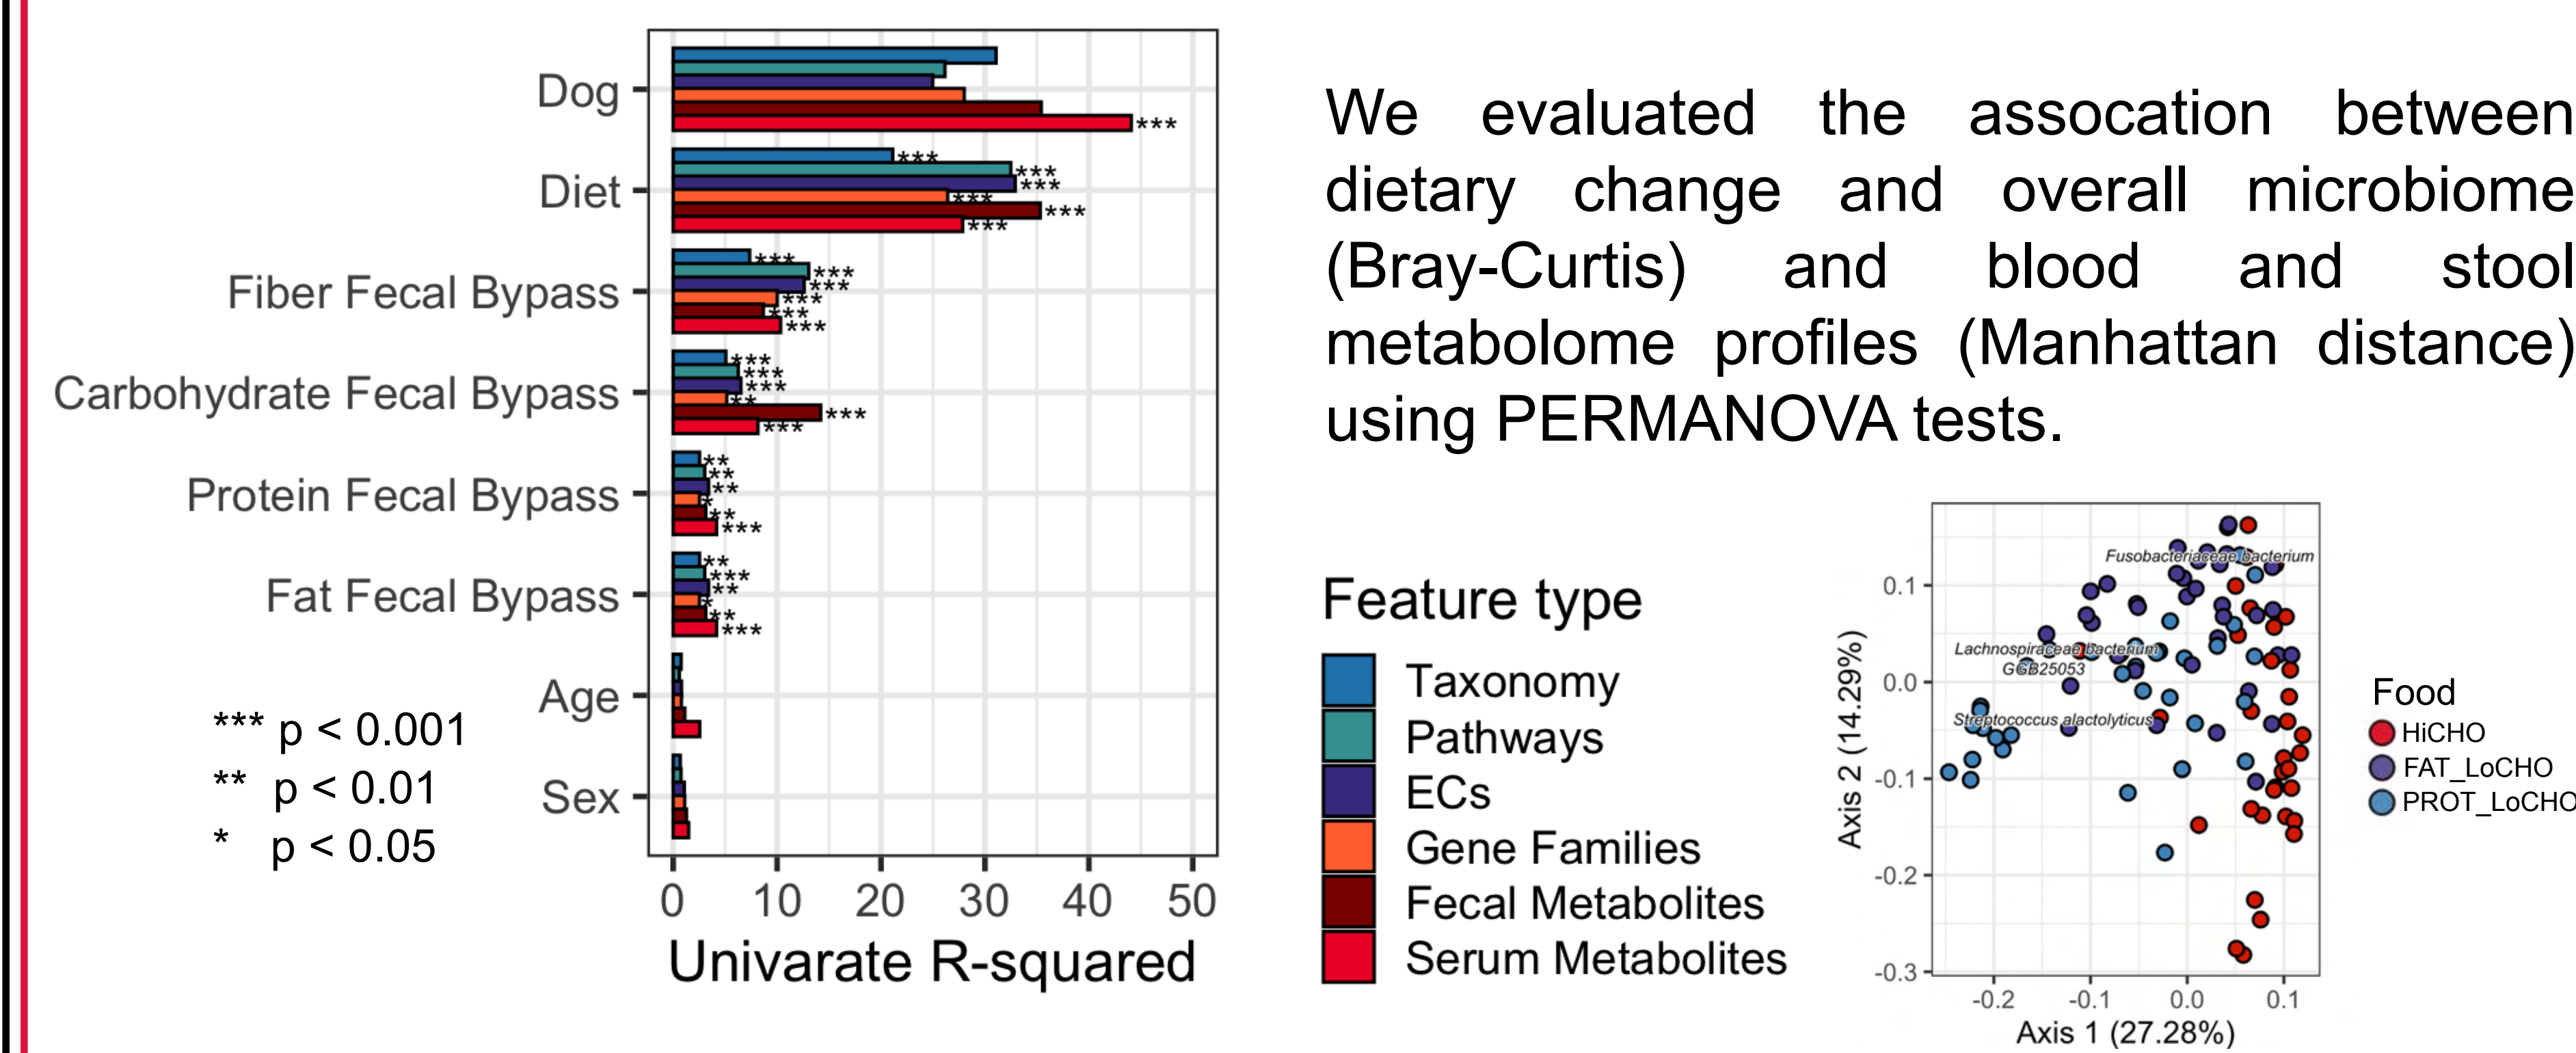 Dog
***
Diet
***
***
***
***
***
***
Fiber Fecal Bypass
***
***
***
***
***
***
Carbohydrate Fecal Bypass
***
***
***
**
***
***
Protein Fecal Bypass
**
**
**
*
**
***
Fat Fecal Bypass
**
***
**
*
**
***
Age
Sex
*** p < 0.001
** p < 0.01
* p < 0.05
0 10 20 30 40 50
Univarate R-squared
We evaluated the assocation between
dietary change and overall microbiome
(Bray-Curtis) and blood and stool
metabolome profiles (Manhattan distance)
using PERMANOVA tests.
Feature type
Taxonomy
Pathways
ECs
Gene Families
Fecal Metabolites
Serum Metabolites
Axis 2 (14.29%)
0.1
0.0
-0.1
-0.2
-0.3
Fusobacteriaceae bacterium
Lachnospiraceae bacterium
GGB25053
Streptococcus alactolyticus
-0.2 -0.1 0.0 0.1
Axis 1 (27.28%)
Food
HiCHO
FAT_LoCHO
PROT_LoCHO